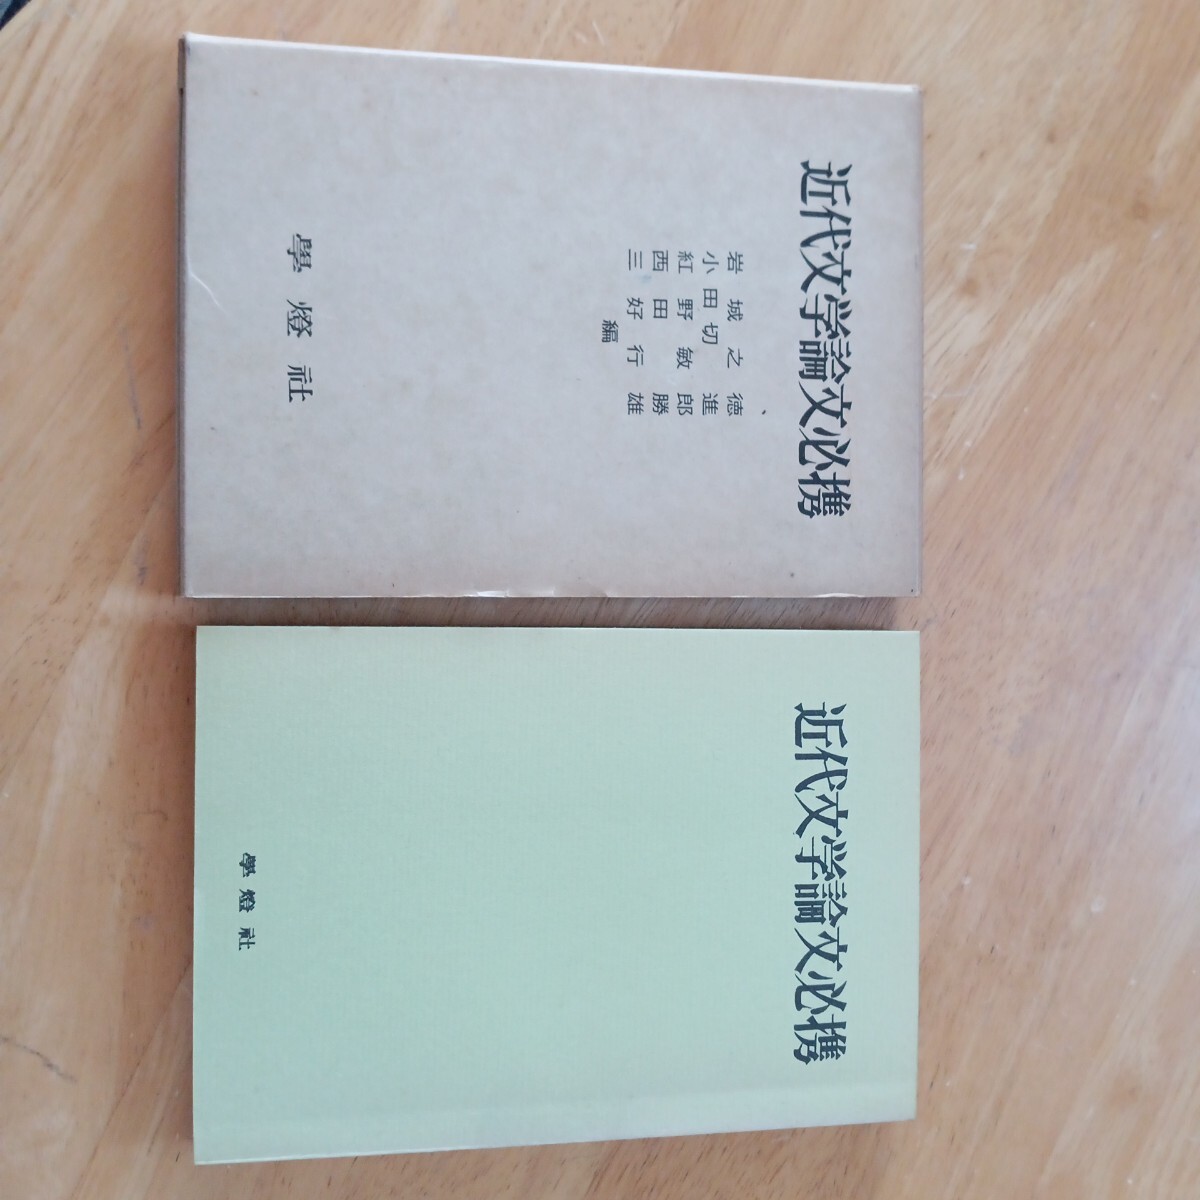 近代文学論文必携
岩城之徳
小田切進
紅野敏郎
西田勝
三好行雄
編
學燈社
近代文学論文必携
學燈社